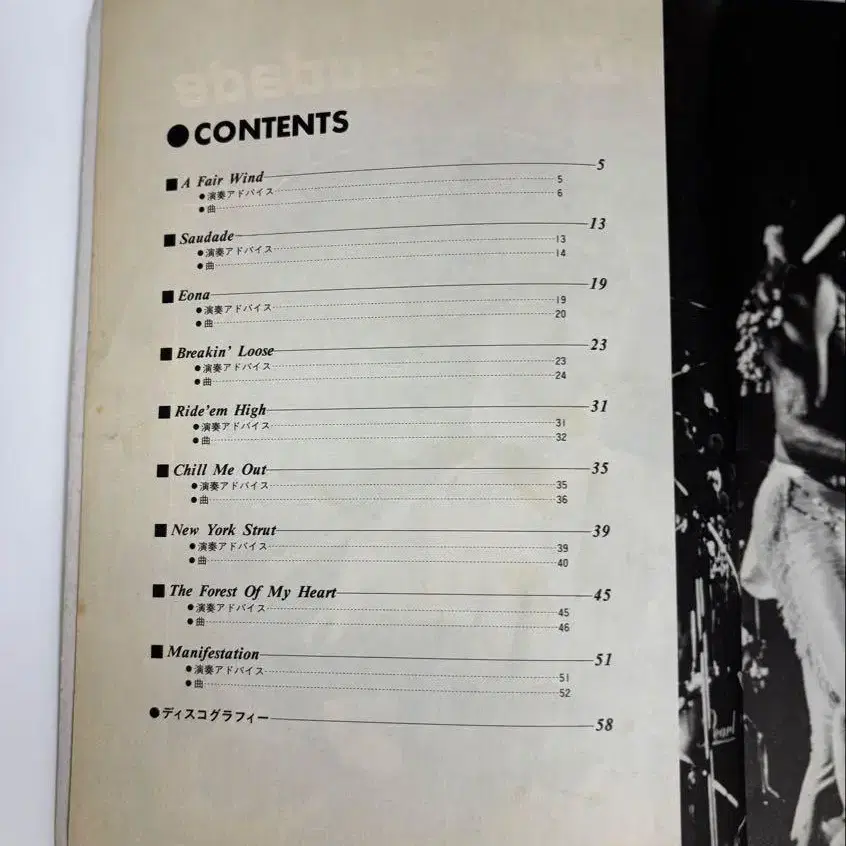 ●CONTENTS
■A Fair Wind 5
●演奏アドバイス 5
●曲 6
■Saudade 13
●演奏アドバイス 13
●曲 14
■Eona 19
●演奏アドバイス 19
●曲 20
■Breakin' Loose 23
●演奏アドバイス 23
●曲 24
■Ride'em High 31
●演奏アドバイス 31
●曲 32
■Chill Me Out 35
●演奏アドバイス 35
●曲 36
■New York Strut 39
●演奏アドバイス 39
●曲 40
■The Forest Of My Heart 45
●演奏アドバイス 45
●曲 46
■Manifestation 51
●演奏アドバイス 51
●曲 52
●ディスコグラフィー 58
Pearl